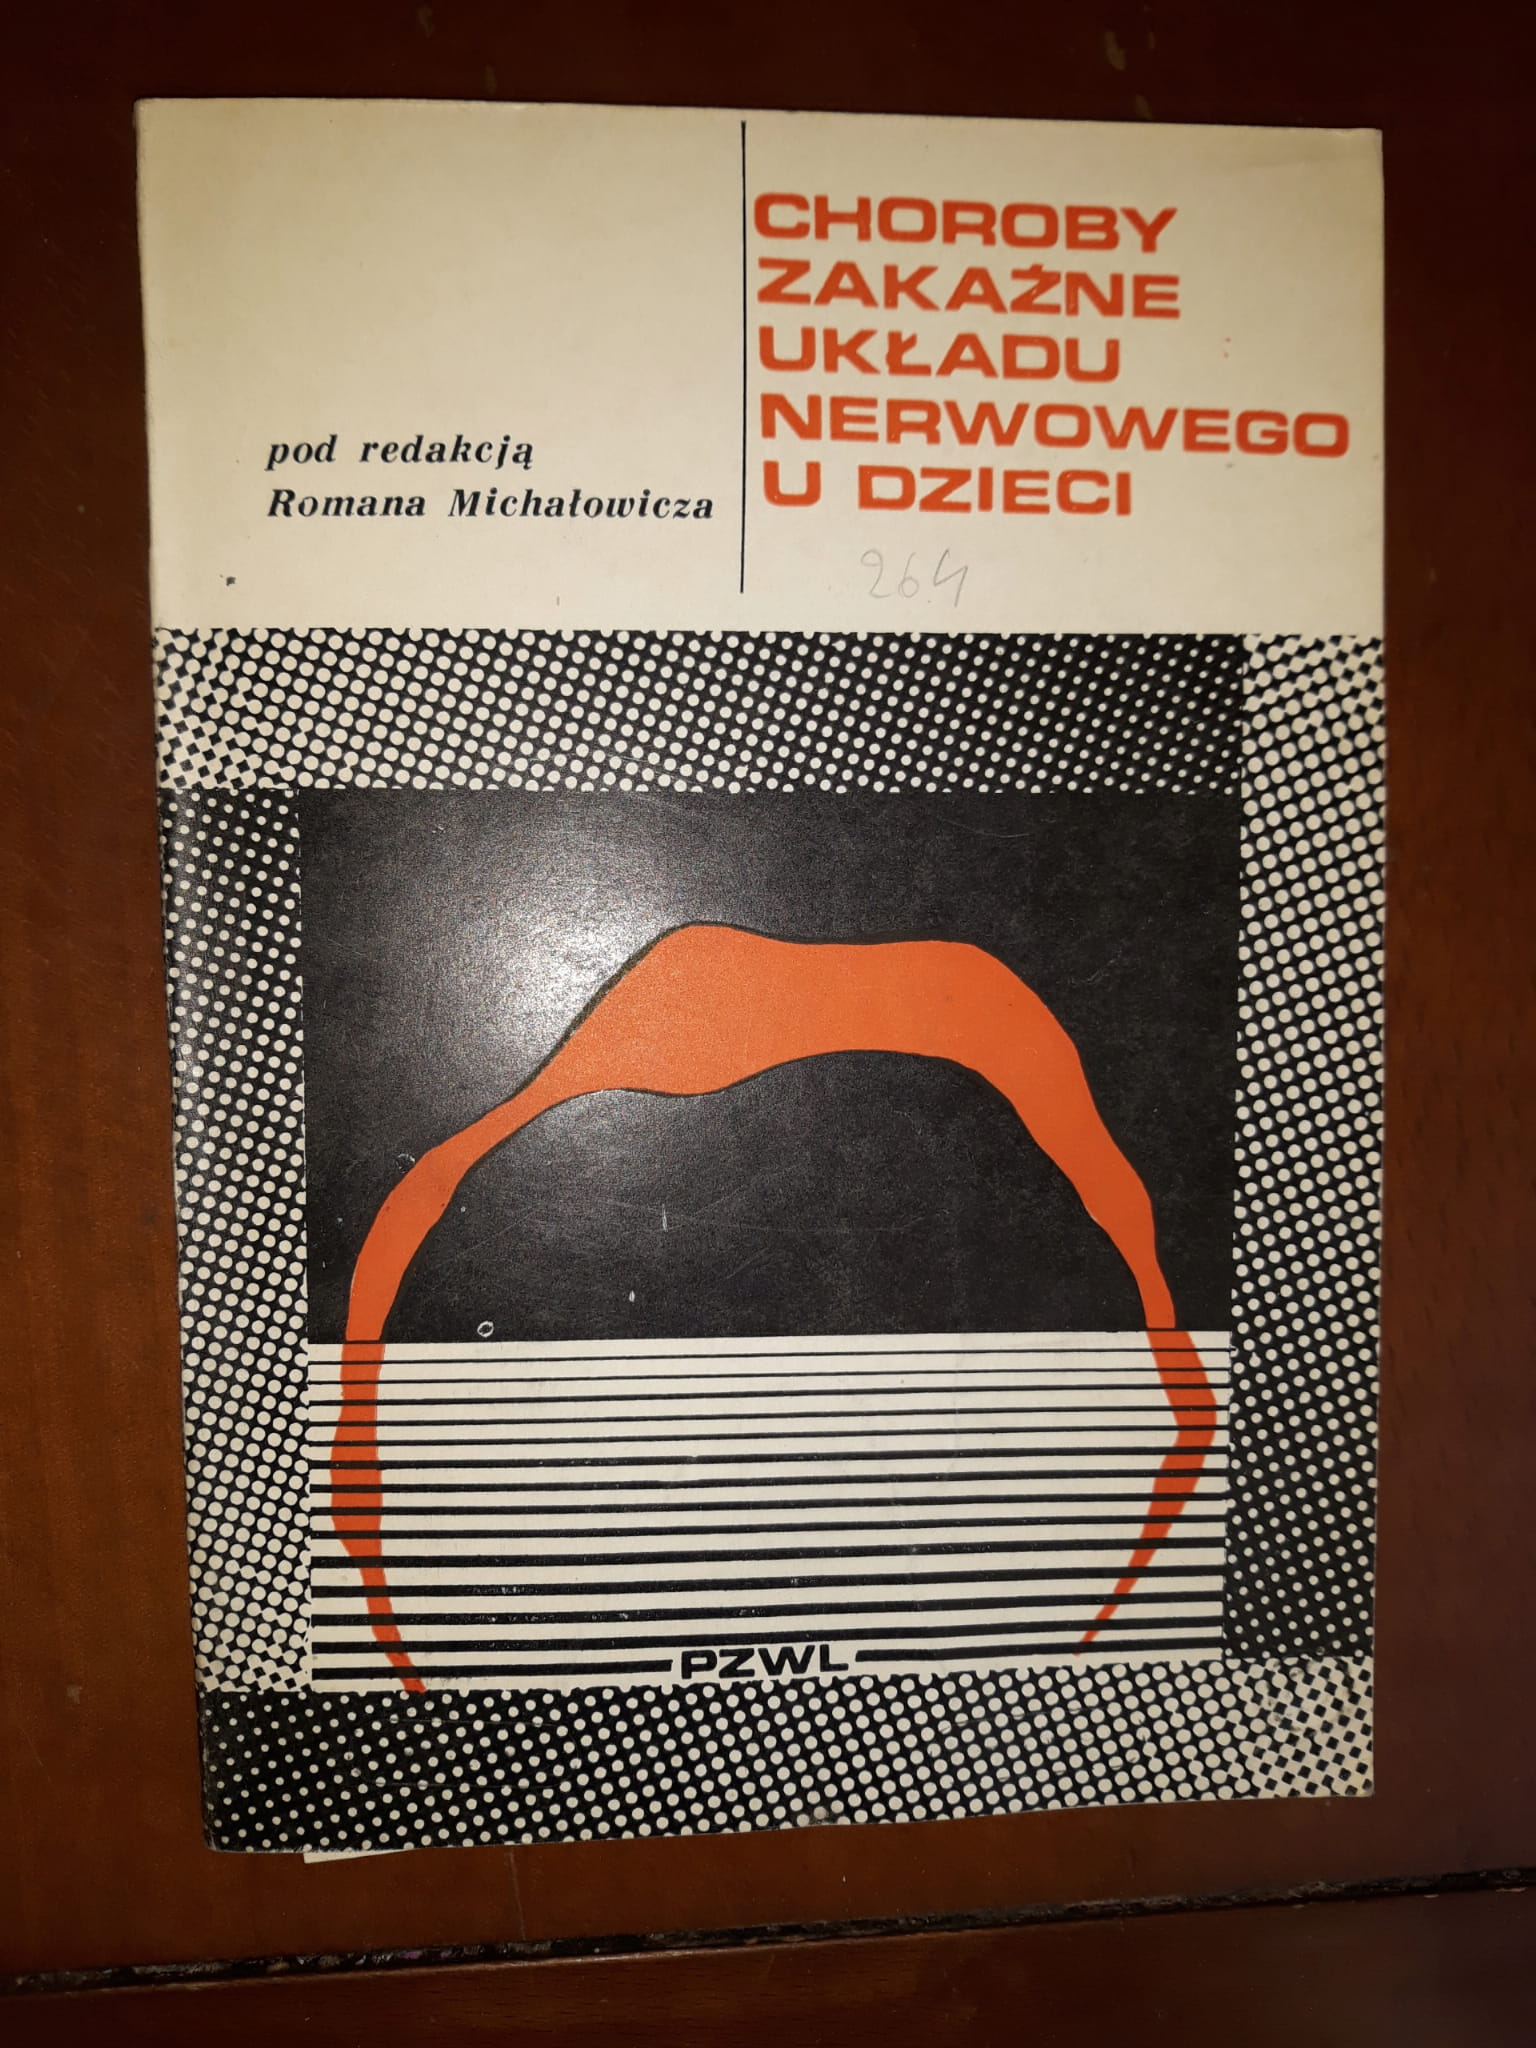 CHOROBY
ZAKAŹNE
UKŁADU
NERWOWEGO
U DZIECI
pod redakcją
Romana Michałowicza
264
PZWL